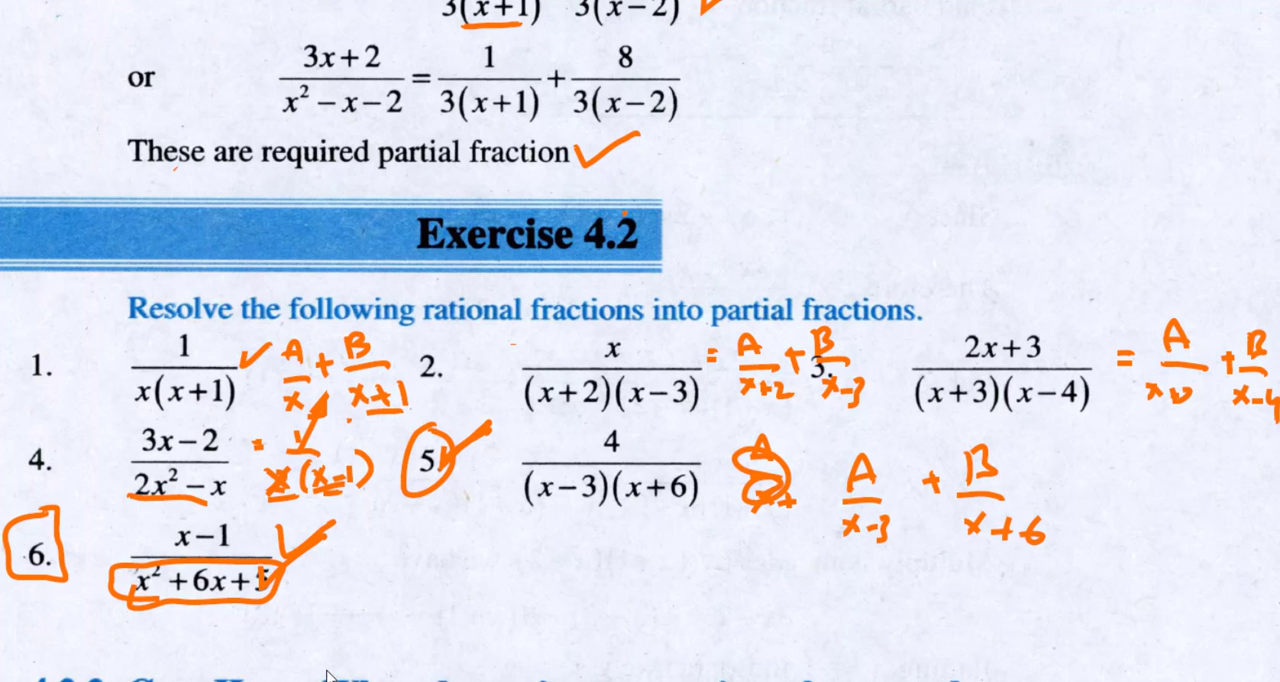 3(x+1) 3(x−2)
or (3x+2)/(x²−x−2) = 1/(3(x+1)) + 8/(3(x−2))
These are required partial fraction
Exercise 4.2
Resolve the following rational fractions into partial fractions.
1. 1/(x(x+1)) A/x + B/(x+1) 2. x/((x+2)(x−3)) = A/(x+2) + B/(x−3) 3. (2x+3)/((x+3)(x−4)) = A/ + B/(x−4)
4. (3x−2)/(2x²−x) = 5. 4/((x−3)(x+6)) A/(x−3) + B/(x+6)
6. (x−1)/(x²+6x+